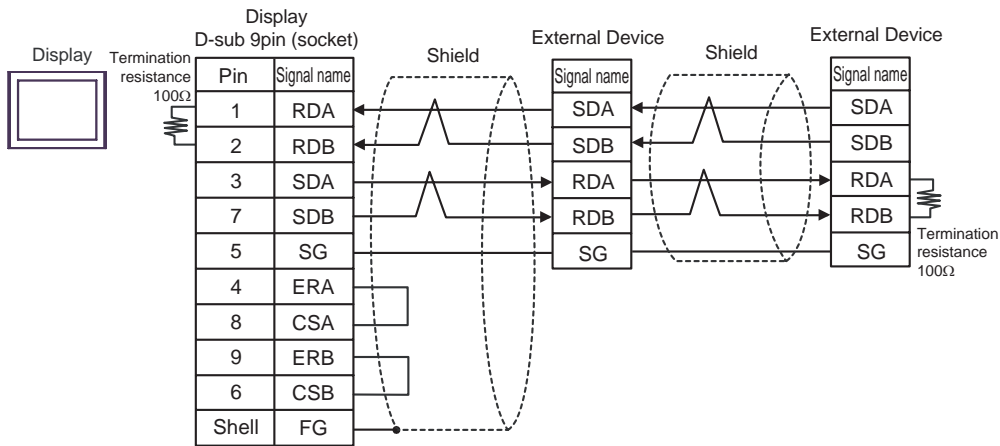 Display
Display
D-sub 9pin (socket)
Termination
resistance
100Ω
Pin Signal name
1 RDA
2 RDB
3 SDA
7 SDB
5 SG
4 ERA
8 CSA
9 ERB
6 CSB
Shell FG
Shield
External Device
Signal name
SDA
SDB
RDA
RDB
SG
Shield
External Device
Signal name
SDA
SDB
RDA
RDB
SG
Termination
resistance
100Ω